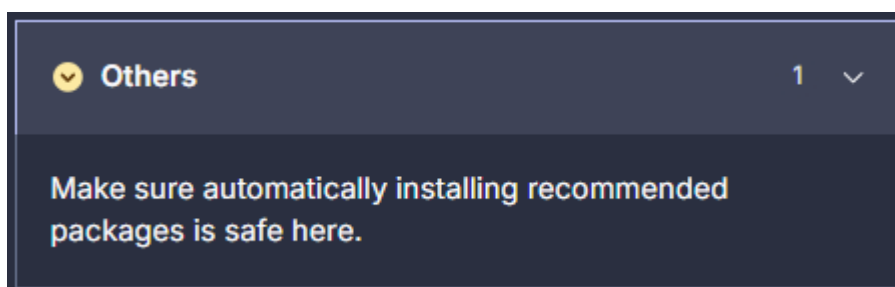 Others 1
Make sure automatically installing recommended
packages is safe here.